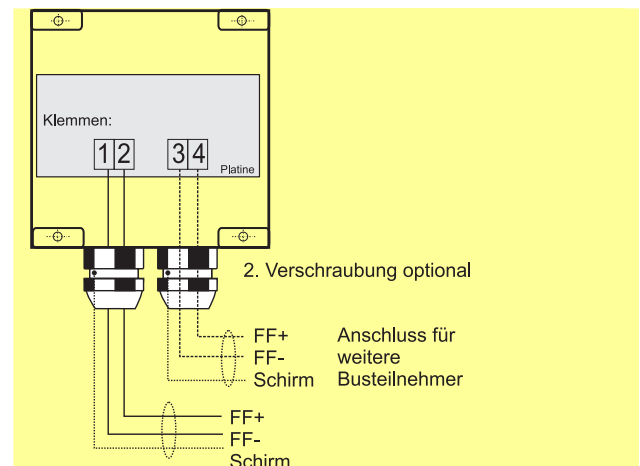 Klemmen:
1 2 3 4
Platine
2. Verschraubung optional
FF+ Anschluss für
FF- weitere
Schirm Busteilnehmer
FF+
FF-
Schirm